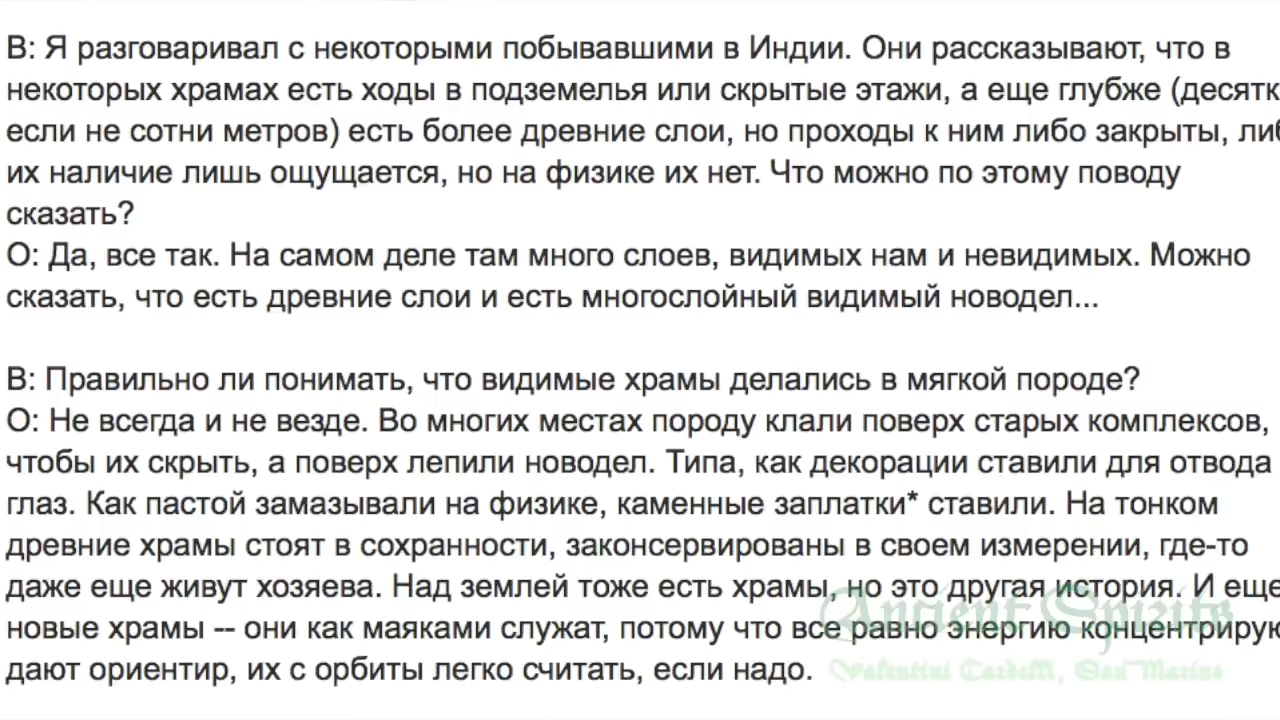 В: Я разговаривал с некоторыми побывавшими в Индии. Они рассказывают, что в
некоторых храмах есть ходы в подземелья или скрытые этажи, а еще глубже (десятк
если не сотни метров) есть более древние слои, но проходы к ним либо закрыты, либ
их наличие лишь ощущается, но на физике их нет. Что можно по этому поводу
сказать?
О: Да, все так. На самом деле там много слоев, видимых нам и невидимых. Можно
сказать, что есть древние слои и есть многослойный видимый новодел...
В: Правильно ли понимать, что видимые храмы делались в мягкой породе?
О: Не всегда и не везде. Во многих местах породу клали поверх старых комплексов,
чтобы их скрыть, а поверх лепили новодел. Типа, как декорации ставили для отвода
глаз. Как пастой замазывали на физике, каменные заплатки* ставили. На тонком
древние храмы стоят в сохранности, законсервированы в своем измерении, где-то
даже еще живут хозяева. Над землей тоже есть храмы, но это другая история. И еще
новые храмы -- они как маяками служат, потому что все равно энергию концентрирую
дают ориентир, их с орбиты легко считать, если надо.
Ancient Spirits
Valentini Tardelli, San Marino